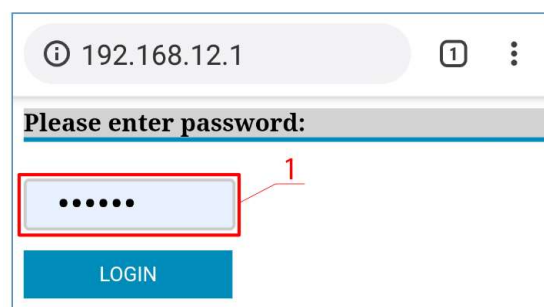 192.168.12.1 1
Please enter password:
1
••••••
LOGIN